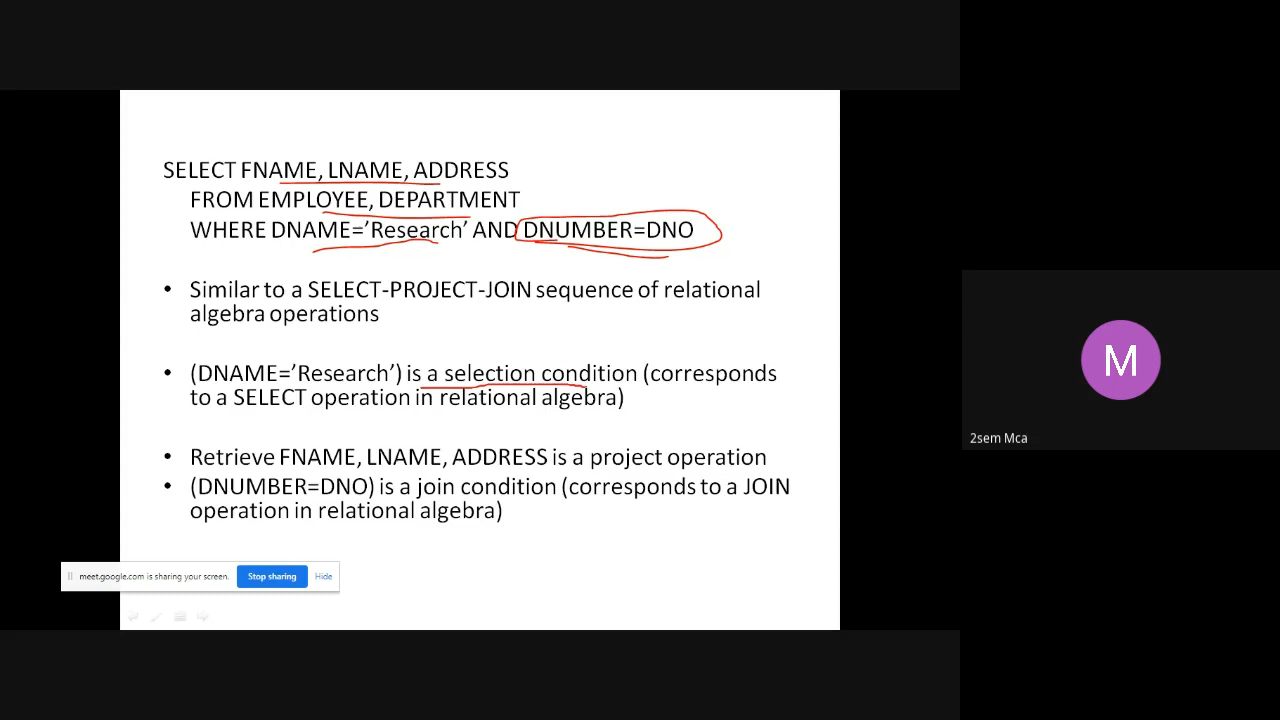 SELECT FNAME, LNAME, ADDRESS
FROM EMPLOYEE, DEPARTMENT
WHERE DNAME=’Research’ AND DNUMBER=DNO
• Similar to a SELECT-PROJECT-JOIN sequence of relational
algebra operations
• (DNAME=’Research’) is a selection condition (corresponds
to a SELECT operation in relational algebra)
• Retrieve FNAME, LNAME, ADDRESS is a project operation
• (DNUMBER=DNO) is a join condition (corresponds to a JOIN
operation in relational algebra)
meet.google.com is sharing your screen. Stop sharing Hide
M
2sem Mca